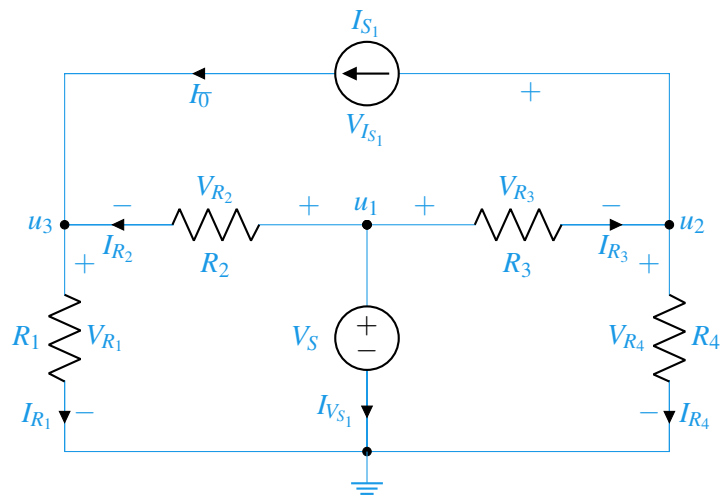 I_{S_1}
I_0 − +
V_{I_{S_1}}
V_{R_2} V_{R_3}
− + u_1 + −
u_3 u_2
I_{R_2} R_2 R_3 I_{R_3}
+ +
R_1 V_{R_1} V_S + − V_{R_4} R_4
I_{R_1} − I_{V_{S_1}} − I_{R_4}